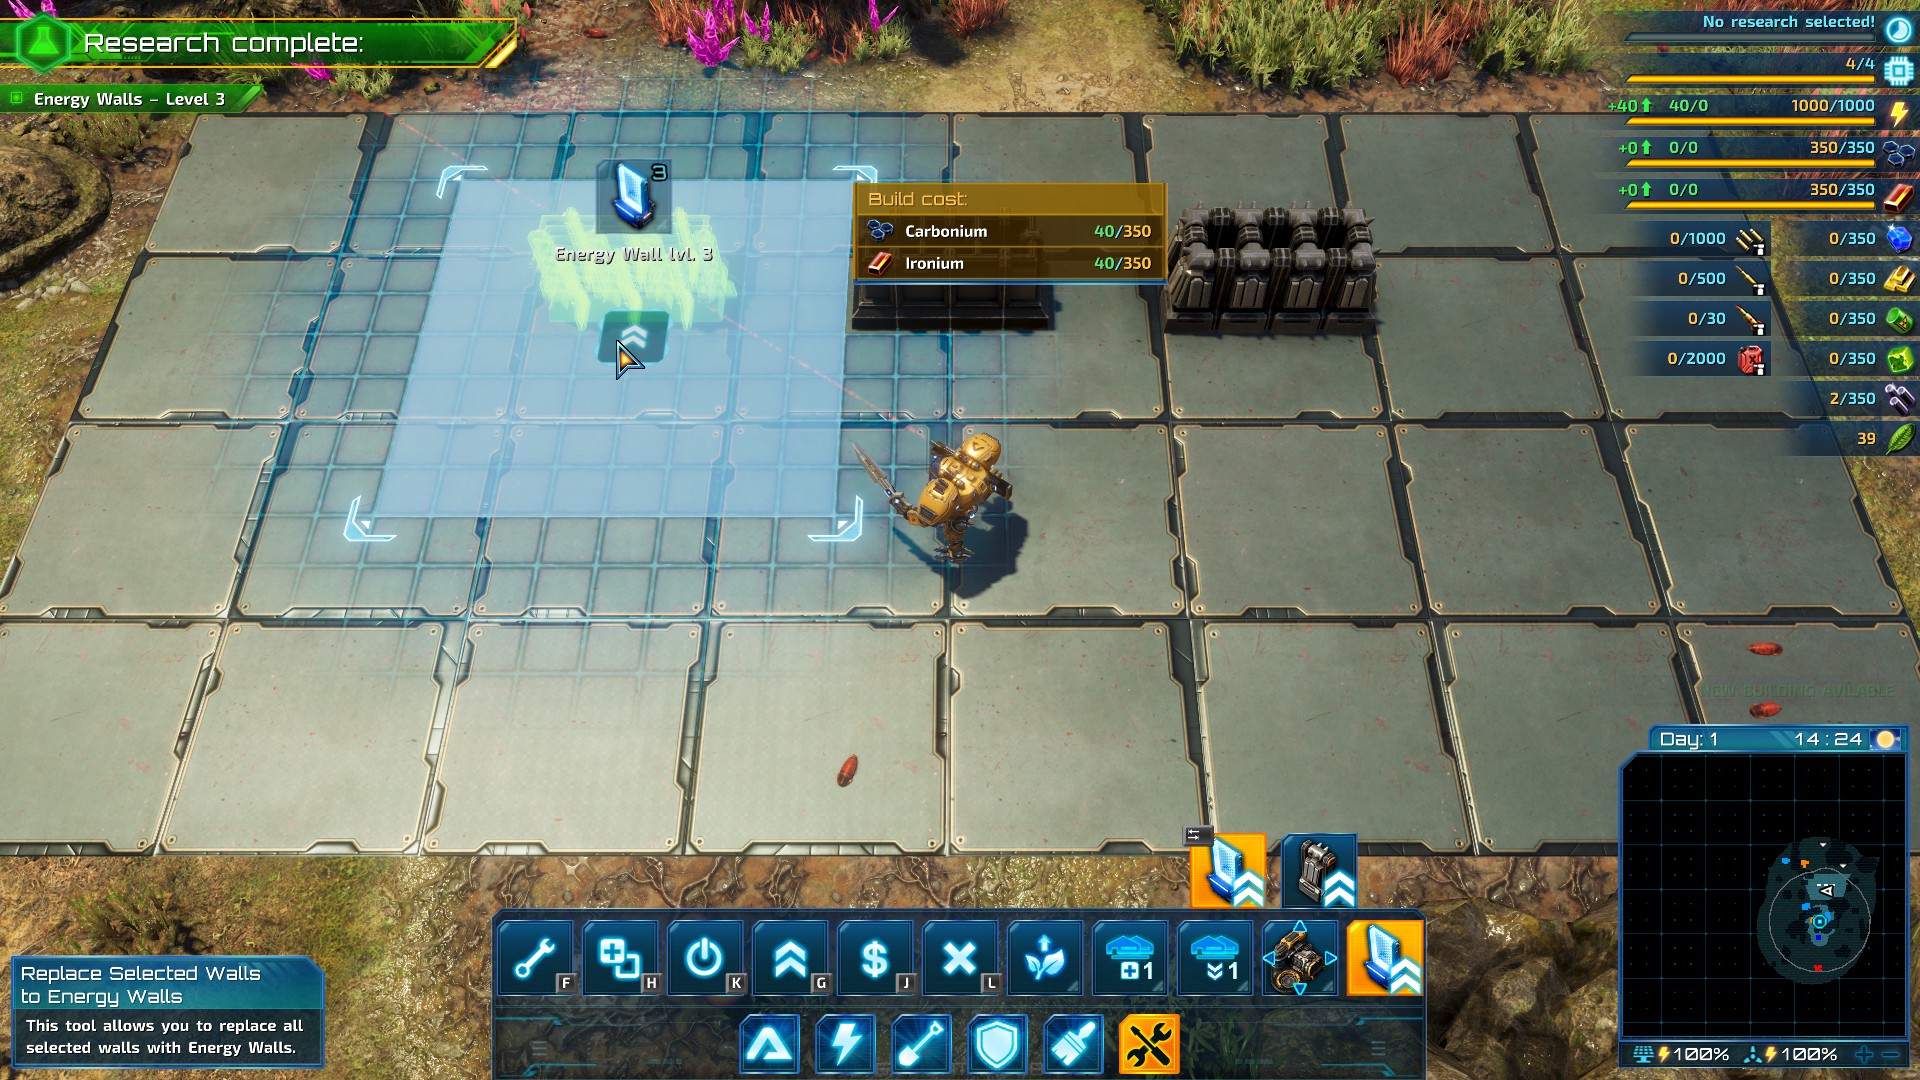 Research complete:
Energy Walls – Level 3
No research selected!
4/4
+40 40/0 1000/1000
+0 0/0 350/350
+0 0/0 350/350
0/1000 0/350
0/500 0/350
0/30 0/350
0/2000 0/350
2/350
39
3
Energy Wall lvl. 3
Build cost:
Carbonium 40/350
Ironium 40/350
NEW BUILDING AVILABLE
Day: 1 14:24
100% 100%
F H K G J L 1 1
Replace Selected Walls
to Energy Walls
This tool allows you to replace all
selected walls with Energy Walls.